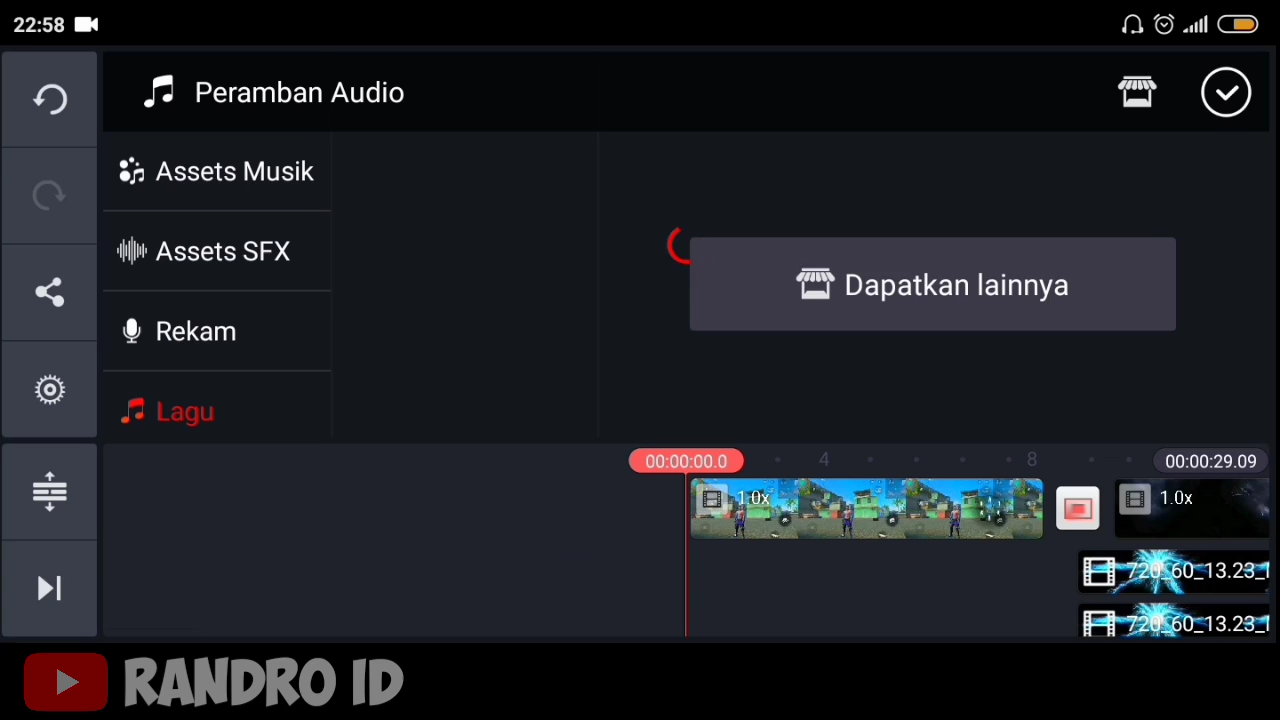 22:58
Peramban Audio
Assets Musik
Assets SFX
Dapatkan lainnya
Rekam
Lagu
00:00:00.0
4
8
00:00:29.09
1.0x
1.0x
720_60_13.23_
720_60_13.23_
RANDRO ID